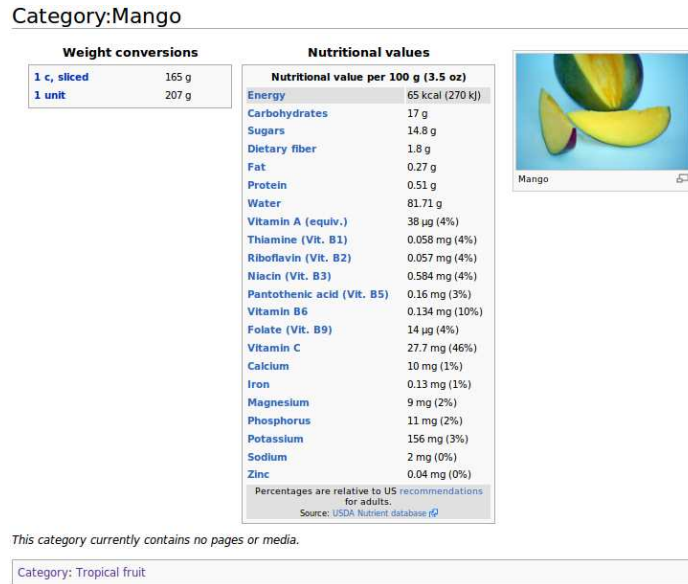 Category:Mango
Weight conversions
1 c, sliced 165 g
1 unit 207 g
Nutritional values
Nutritional value per 100 g (3.5 oz)
Energy 65 kcal (270 kJ)
Carbohydrates 17 g
Sugars 14.8 g
Dietary fiber 1.8 g
Fat 0.27 g
Protein 0.51 g
Water 81.71 g
Vitamin A (equiv.) 38 μg (4%)
Thiamine (Vit. B1) 0.058 mg (4%)
Riboflavin (Vit. B2) 0.057 mg (4%)
Niacin (Vit. B3) 0.584 mg (4%)
Pantothenic acid (Vit. B5) 0.16 mg (3%)
Vitamin B6 0.134 mg (10%)
Folate (Vit. B9) 14 μg (4%)
Vitamin C 27.7 mg (46%)
Calcium 10 mg (1%)
Iron 0.13 mg (1%)
Magnesium 9 mg (2%)
Phosphorus 11 mg (2%)
Potassium 156 mg (3%)
Sodium 2 mg (0%)
Zinc 0.04 mg (0%)
Percentages are relative to US recommendations
for adults.
Source: USDA Nutrient database
Mango
This category currently contains no pages or media.
Category: Tropical fruit